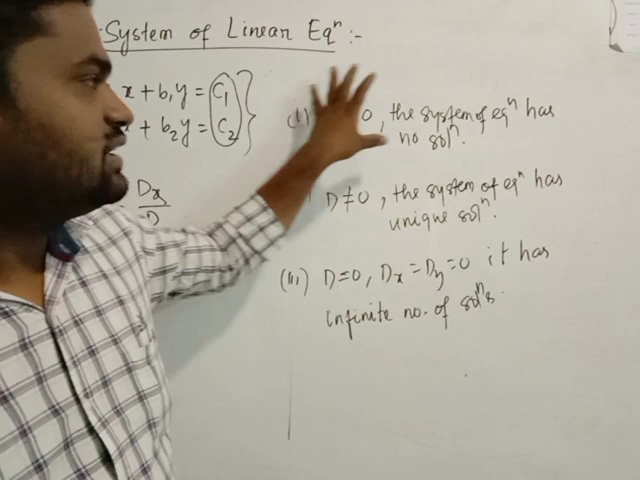 System of Linear Eqⁿ :-
x + b₁y = C₁
x + b₂y = C₂
Dx
D
(i) 0, the system of eqⁿ has
no solⁿ.
D ≠ 0, the system of eqⁿ has
unique solⁿ.
(iii) D = 0, Dx = Dy = 0 it has
infinite no. of solⁿs.